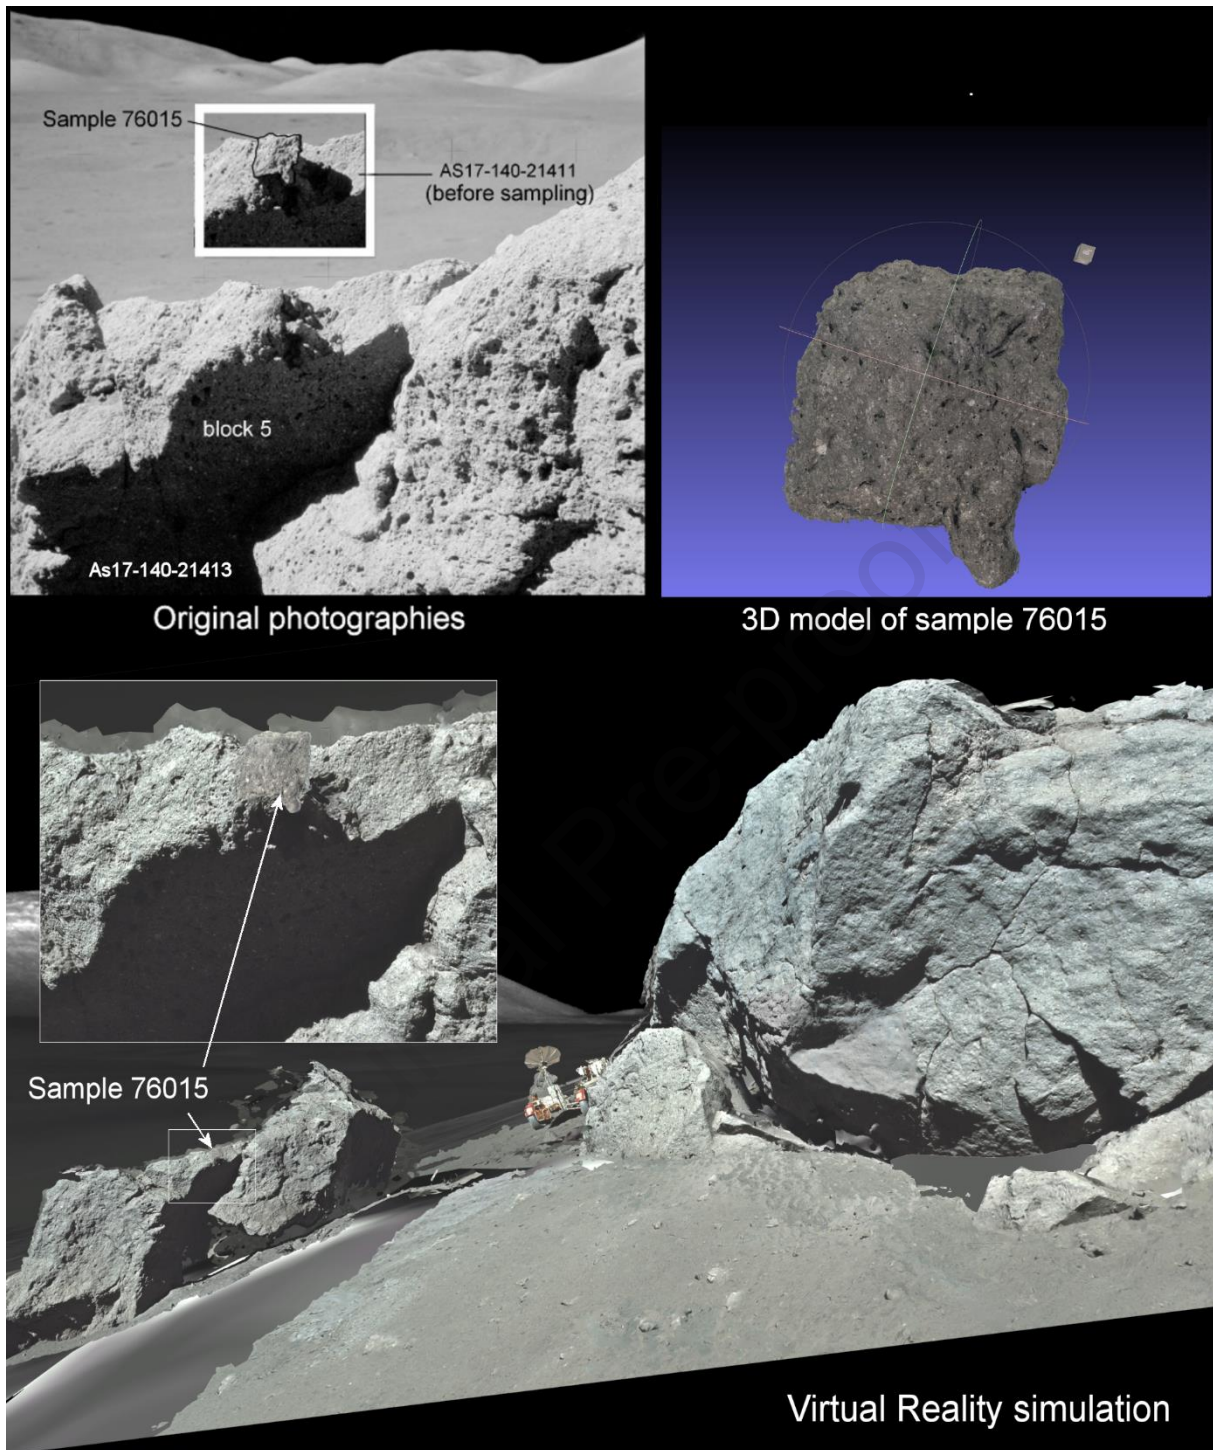 Sample 76015
AS17-140-21411
(before sampling)
block 5
As17-140-21413
Original photographies
3D model of sample 76015
Sample 76015
Virtual Reality simulation